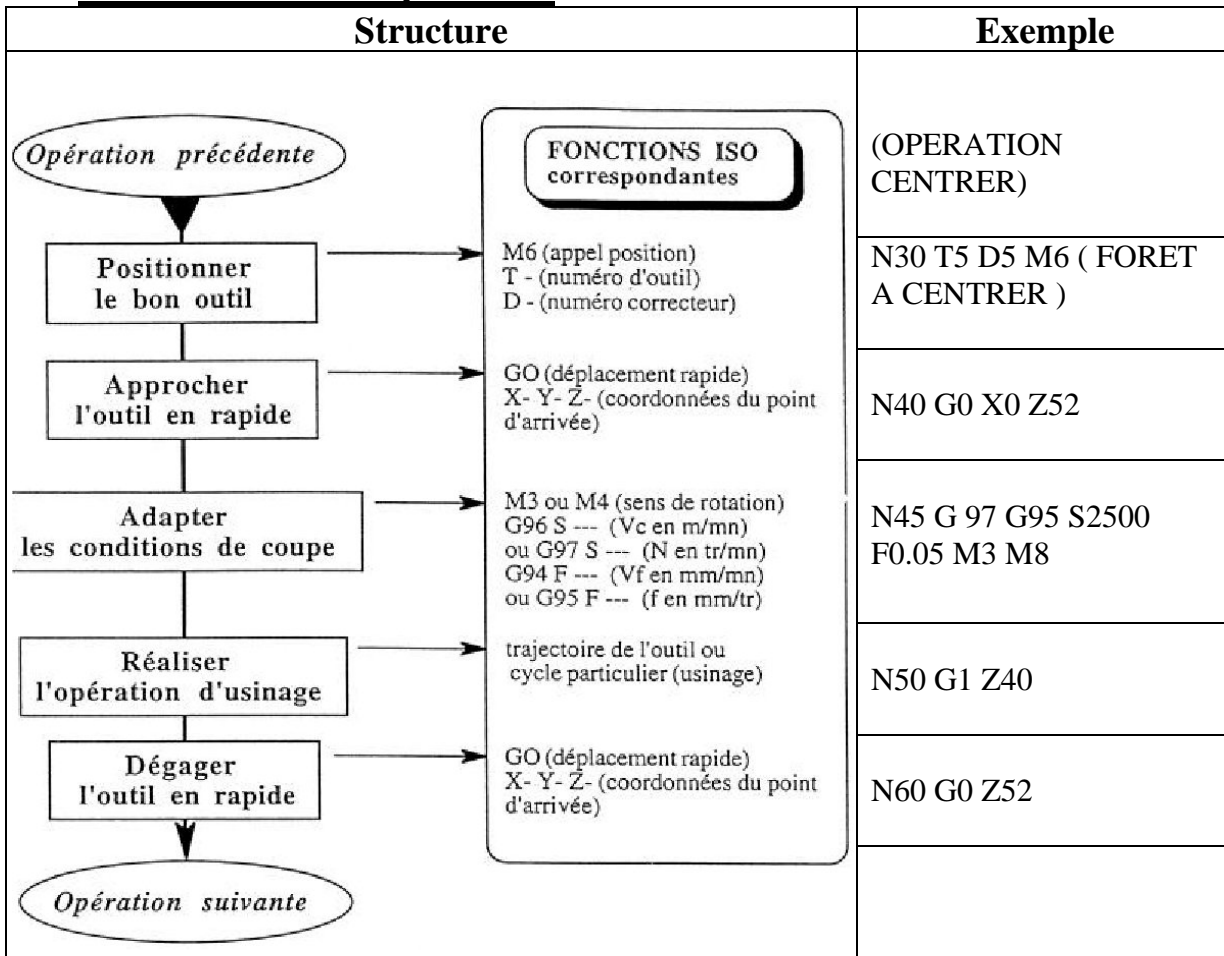 Structure
Exemple
Opération précédente
FONCTIONS ISO
correspondantes
(OPERATION
CENTRER)
Positionner
le bon outil
M6 (appel position)
T - (numéro d'outil)
D - (numéro correcteur)
N30 T5 D5 M6 ( FORET
A CENTRER )
Approcher
l'outil en rapide
GO (déplacement rapide)
X- Y- Z- (coordonnées du point
d'arrivée)
N40 G0 X0 Z52
Adapter
les conditions de coupe
M3 ou M4 (sens de rotation)
G96 S --- (Vc en m/mn)
ou G97 S --- (N en tr/mn)
G94 F --- (Vf en mm/mn)
ou G95 F --- (f en mm/tr)
N45 G 97 G95 S2500
F0.05 M3 M8
Réaliser
l'opération d'usinage
trajectoire de l'outil ou
cycle particulier (usinage)
N50 G1 Z40
Dégager
l'outil en rapide
GO (déplacement rapide)
X- Y- Z- (coordonnées du point
d'arrivée)
N60 G0 Z52
Opération suivante